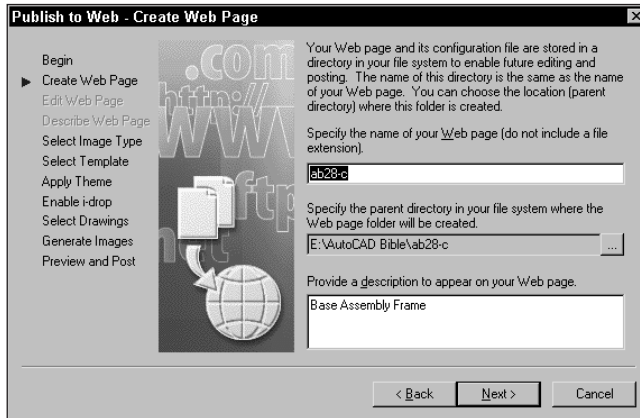 Publish to Web - Create Web Page
Begin
Create Web Page
Edit Web Page
Describe Web Page
Select Image Type
Select Template
Apply Theme
Enable i-drop
Select Drawings
Generate Images
Preview and Post
.com
http://
WWW
ftp
net
Your Web page and its configuration file are stored in a
directory in your file system to enable future editing and
posting. The name of this directory is the same as the name
of your Web page. You can choose the location (parent
directory) where this folder is created.
Specify the name of your Web page (do not include a file
extension).
ab28-c
Specify the parent directory in your file system where the
Web page folder will be created.
E:\AutoCAD Bible\ab28-c
...
Provide a description to appear on your Web page.
Base Assembly Frame
< Back
Next >
Cancel